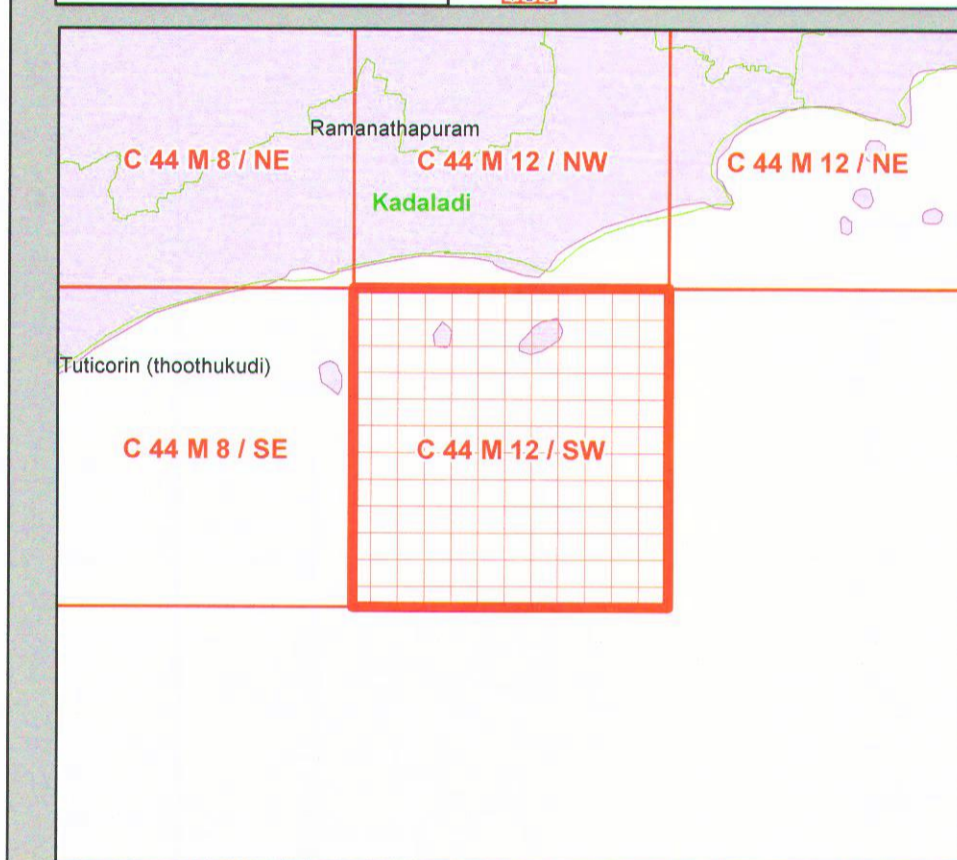 Ramanathapuram
C 44 M 8 / NE
C 44 M 12 / NW
C 44 M 12 / NE
Kadaladi
Tuticorin (thoothukudi)
C 44 M 8 / SE
C 44 M 12 / SW